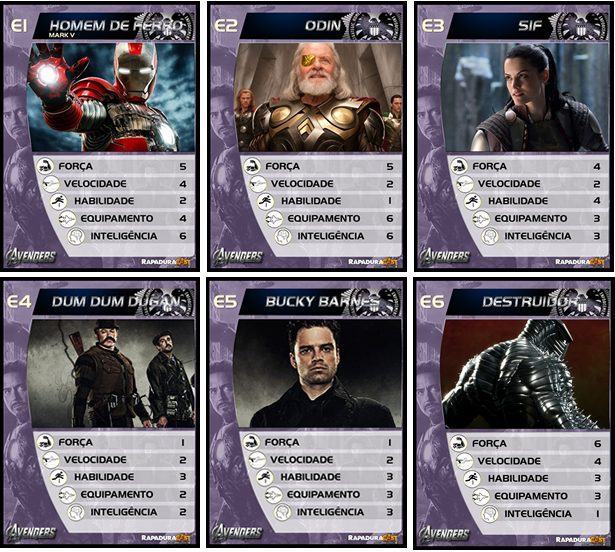 E1 HOMEM DE FERRO
MARK V
FORÇA 5
VELOCIDADE 4
HABILIDADE 2
EQUIPAMENTO 4
INTELIGÊNCIA 6
AVENGERS RAPADURACAST
E2 ODIN
FORÇA 5
VELOCIDADE 2
HABILIDADE 1
EQUIPAMENTO 6
INTELIGÊNCIA 6
AVENGERS RAPADURACAST
E3 SIF
FORÇA 4
VELOCIDADE 2
HABILIDADE 4
EQUIPAMENTO 3
INTELIGÊNCIA 3
AVENGERS RAPADURACAST
E4 DUM DUM DUGAN
FORÇA 1
VELOCIDADE 2
HABILIDADE 3
EQUIPAMENTO 2
INTELIGÊNCIA 2
AVENGERS RAPADURACAST
E5 BUCKY BARNES
FORÇA 1
VELOCIDADE 2
HABILIDADE 3
EQUIPAMENTO 3
INTELIGÊNCIA 3
AVENGERS RAPADURACAST
E6 DESTRUIDOR
FORÇA 6
VELOCIDADE 4
HABILIDADE 3
EQUIPAMENTO 3
INTELIGÊNCIA 1
AVENGERS RAPADURACAST